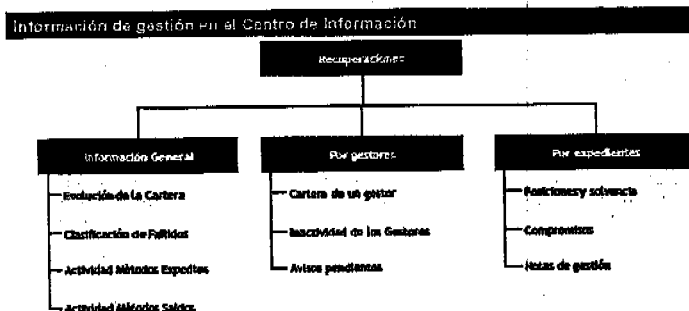 Información de gestión en el Centro de Información
Recuperaciones
Información General
Por gestores
Por expedientes
Evolución de la Cartera
Clasificación de Fallidos
Actividad Métodos Expedites
Actividad Métodos Saldos
Cartera de un gestor
Inactividad de los Gestores
Avisos pendientes
Posiciones y solvencia
Compromisos
Notas de gestión